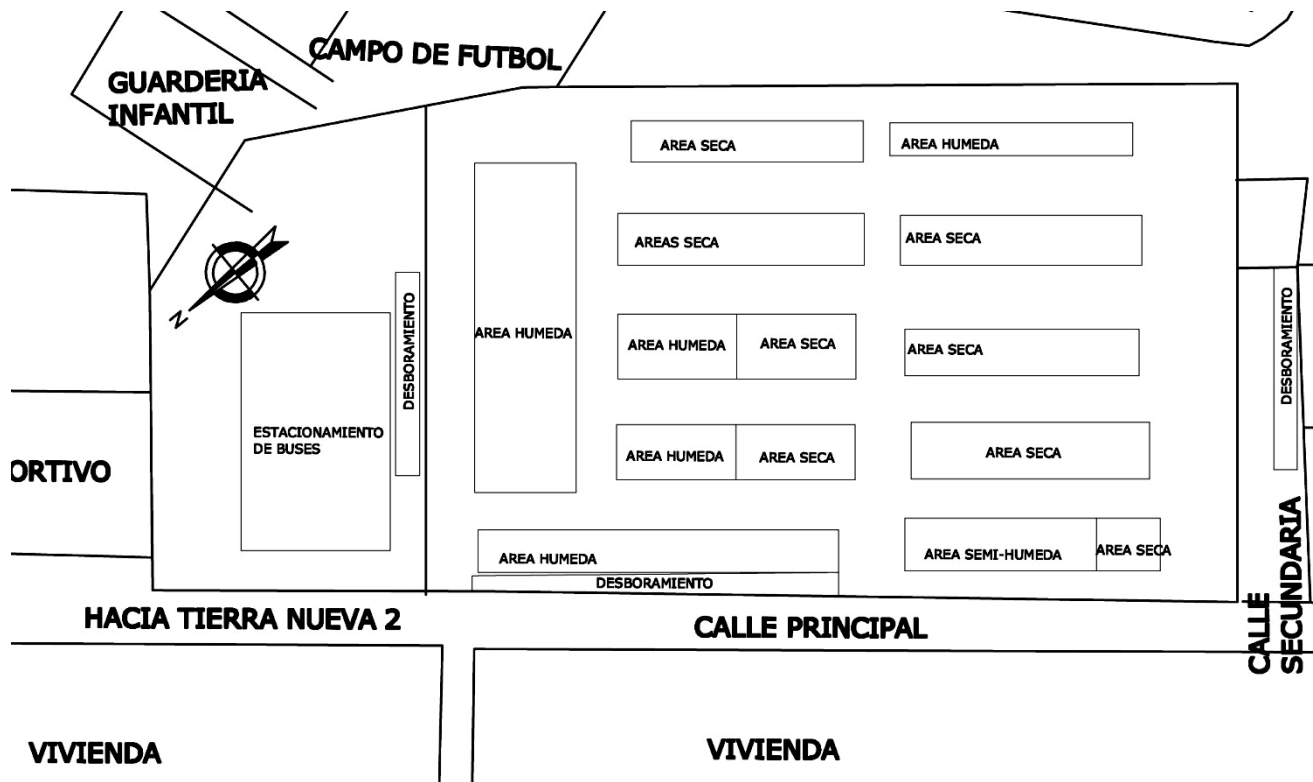 CAMPO DE FUTBOL
GUARDERIA
INFANTIL
AREA SECA
AREA HUMEDA
AREAS SECA
AREA SECA
N
DESBORAMIENTO
DESBORAMIENTO
AREA HUMEDA
AREA HUMEDA
AREA SECA
AREA SECA
ESTACIONAMIENTO
DE BUSES
ORTIVO
AREA HUMEDA
AREA SECA
AREA SECA
AREA HUMEDA
AREA SEMI-HUMEDA
AREA SECA
DESBORAMIENTO
HACIA TIERRA NUEVA 2
CALLE PRINCIPAL
CALLE
SECUNDARIA
VIVIENDA
VIVIENDA